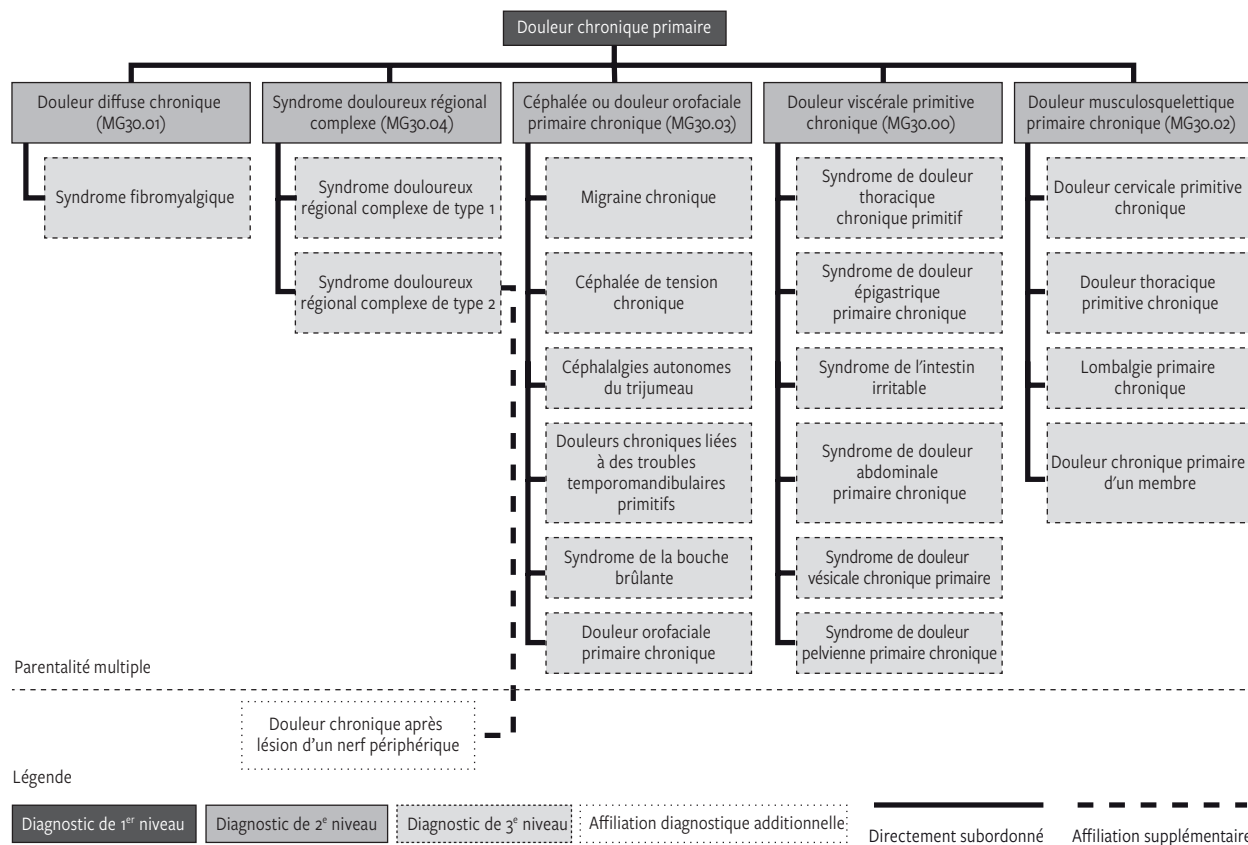 Douleur chronique primaire
Douleur diffuse chronique
(MG30.01)
Syndrome fibromyalgique
Syndrome douloureux régional
complexe (MG30.04)
Syndrome douloureux
régional complexe de type 1
Syndrome douloureux
régional complexe de type 2
Céphalée ou douleur orofaciale
primaire chronique (MG30.03)
Migraine chronique
Céphalée de tension
chronique
Céphalalgies autonomes
du trijumeau
Douleurs chroniques liées
à des troubles
temporomandibulaires
primitifs
Syndrome de la bouche
brûlante
Douleur orofaciale
primaire chronique
Douleur viscérale primitive
chronique (MG30.00)
Syndrome de douleur
thoracique
chronique primitif
Syndrome de douleur
épigastrique
primaire chronique
Syndrome de l'intestin
irritable
Syndrome de douleur
abdominale
primaire chronique
Syndrome de douleur
vésicale chronique primaire
Syndrome de douleur
pelvienne primaire chronique
Douleur musculosquelettique
primaire chronique (MG30.02)
Douleur cervicale primitive
chronique
Douleur thoracique
primitive chronique
Lombalgie primaire
chronique
Douleur chronique primaire
d'un membre
Parentalité multiple
Douleur chronique après
lésion d'un nerf périphérique
Légende
Diagnostic de 1er niveau
Diagnostic de 2e niveau
Diagnostic de 3e niveau
Affiliation diagnostique additionnelle
Directement subordonné
Affiliation supplémentaire